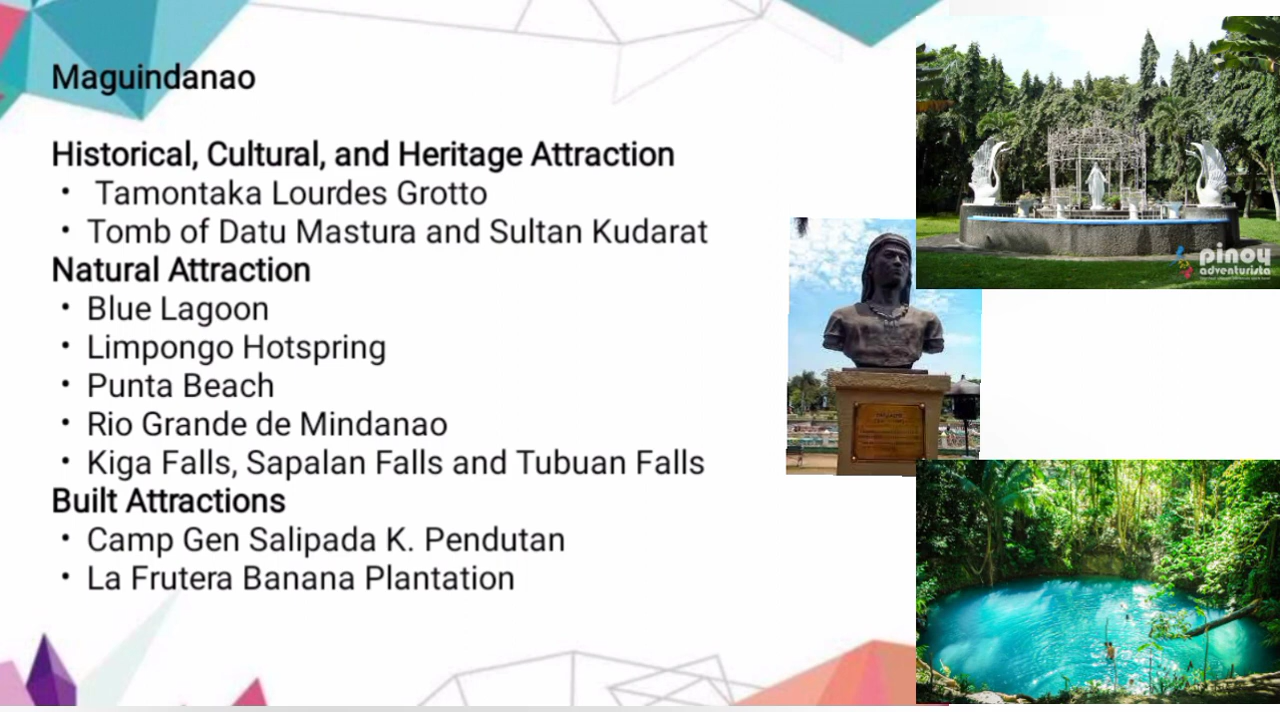 Maguindanao
Historical, Cultural, and Heritage Attraction
• Tamontaka Lourdes Grotto
• Tomb of Datu Mastura and Sultan Kudarat
Natural Attraction
• Blue Lagoon
• Limpongo Hotspring
• Punta Beach
• Rio Grande de Mindanao
• Kiga Falls, Sapalan Falls and Tubuan Falls
Built Attractions
• Camp Gen Salipada K. Pendutan
• La Frutera Banana Plantation
pinoy
adventurista